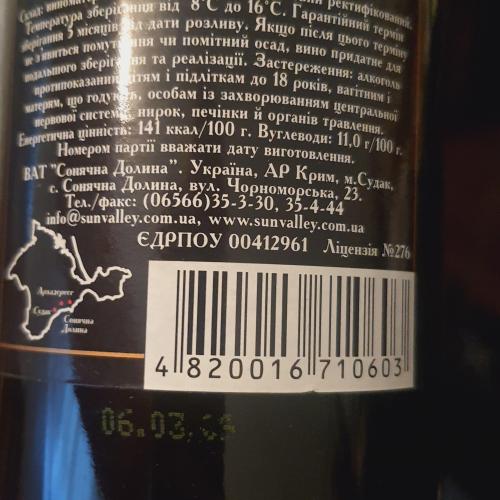 Склад: виноматер ректифікований.
Температура зберігання від 8°С до 16°С. Гарантійний термін
зберігання 5 місяців від дати розливу. Якщо після цього терміну
не з'явиться помутніння чи помітний осад, вино придатне для
подальшого зберігання та реалізації. Застереження: алкоголь
протипоказаний дітям і підліткам до 18 років, вагітним і
матерям, що годують, особам із захворюванням центральної
нервової системи, нирок, печінки й органів травлення.
Енергетична цінність: 141 ккал/100 г. Вуглеводи: 11,0 г/100 г.
Номером партії вважати дату виготовлення.
ВАТ "Сонячна Долина". Україна, АР Крим, м.Судак,
с. Сонячна Долина, вул. Чорноморська, 23.
Тел./факс: (06566)35-3-30, 35-4-44
info@sunvalley.com.ua, www.sunvalley.com.ua
ЄДРПОУ 00412961 Ліцензія №276
Судак
Сонячна
Долина
4 820016 710603
06.03.